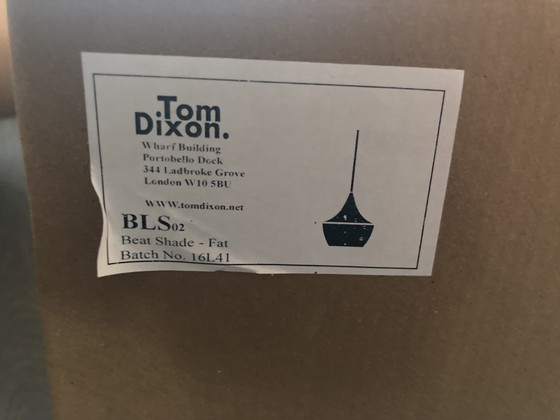 Tom
Dixon.
Wharf Building
Portobello Dock
344 Ladbroke Grove
London W10 5BU
www.tomdixon.net
BLS02
Beat Shade - Fat
Batch No. 16L41